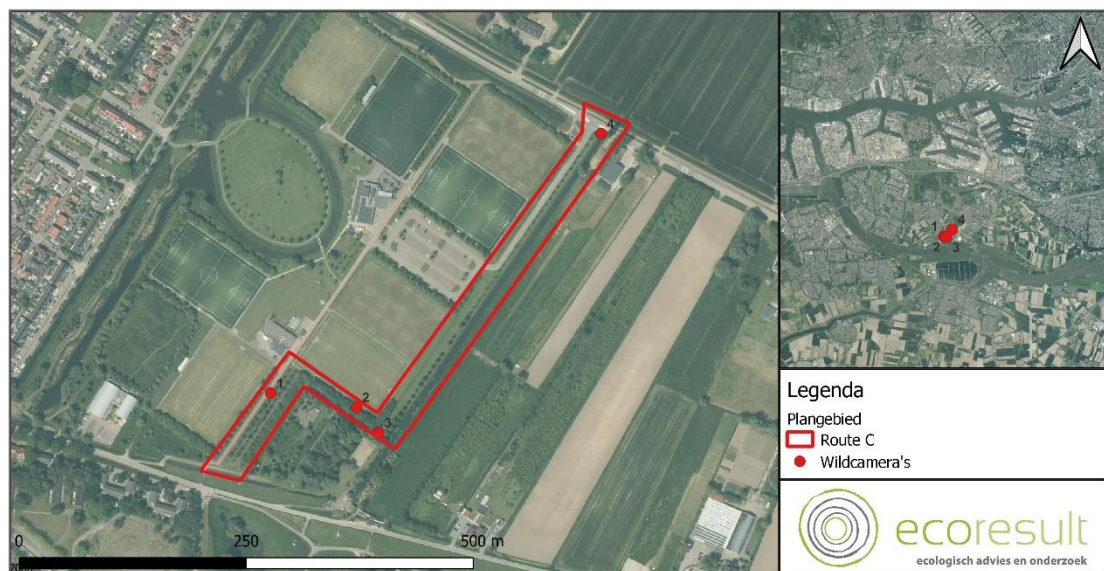 4
1
2
3
0
250
500 m
1
4
2
3
Legenda
Plangebied
Route C
Wildcamera's
ecoresult
ecologisch advies en onderzoek